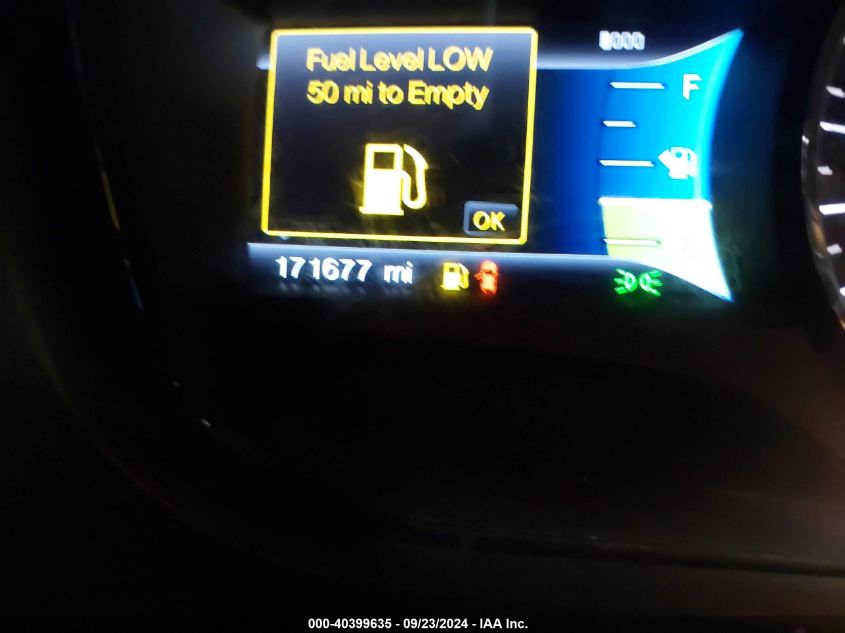 Fuel Level LOW
50 mi to Empty
OK
F
171677 mi
000-40399635 - 09/23/2024 - IAA Inc.